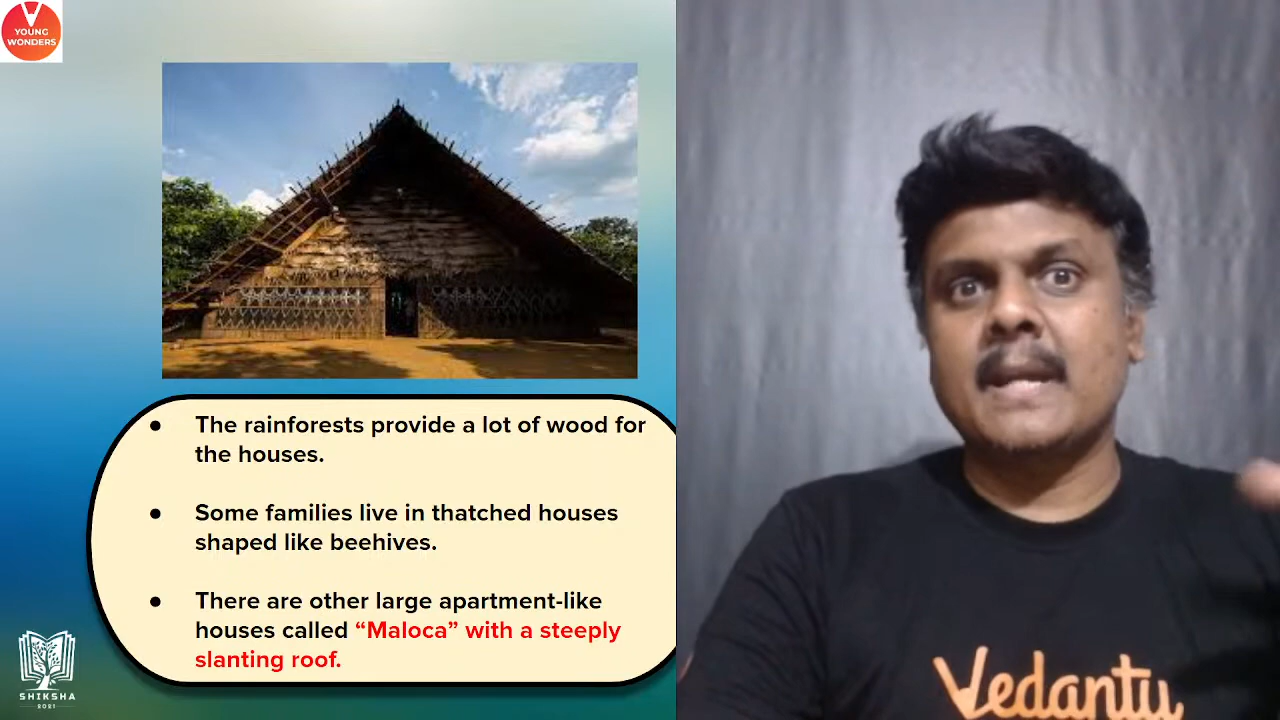 YOUNG
WONDERS
The rainforests provide a lot of wood for
the houses.
Some families live in thatched houses
shaped like beehives.
There are other large apartment-like
houses called “Maloca” with a steeply
slanting roof.
SHIKSHA
2021
Vedantu